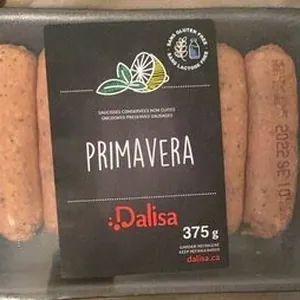 SANS GLUTEN FREE
SANS LACTOSE FREE
SAUCISSES CONSERVÉES NON CUITES
UNCOOKED PRESERVED SAUSAGES
PRIMAVERA
Dalisa
375 g
GARDER RÉFRIGÉRÉ
KEEP REFRIGERATED
dalisa.ca